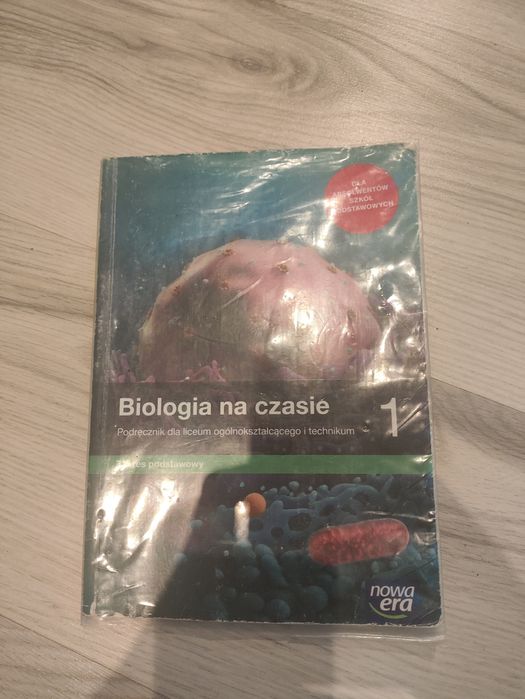 DLA
ABSOLWENTÓW
SZKÓŁ
PODSTAWOWYCH
Biologia na czasie 1
Podręcznik dla liceum ogólnokształcącego i technikum
Zakres podstawowy
nowa
era